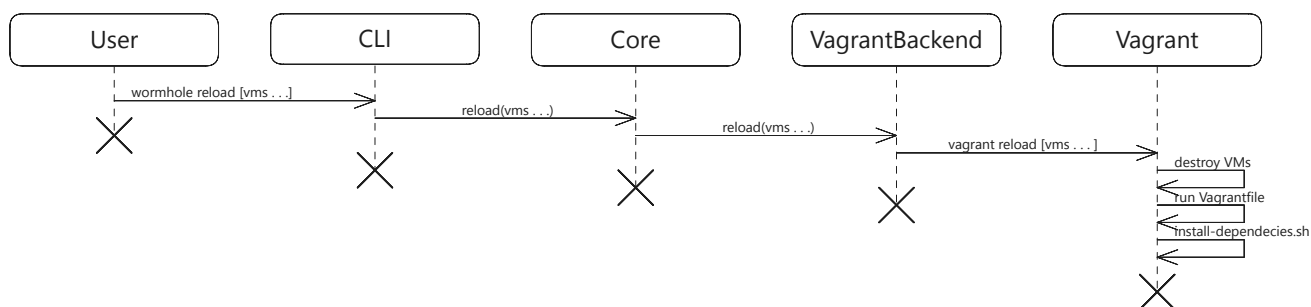 User
CLI
Core
VagrantBackend
Vagrant
wormhole reload [vms . . .]
reload(vms . . .)
reload(vms . . .)
vagrant reload [vms . . . ]
destroy VMs
run Vagrantfile
install-dependecies.sh